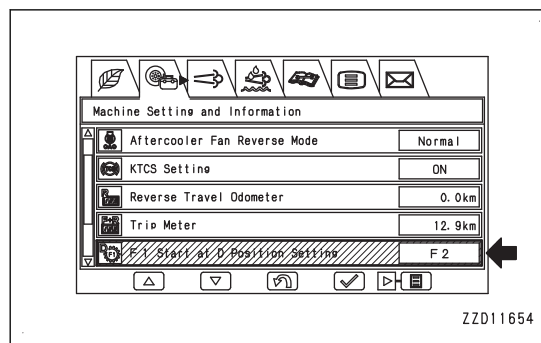 Machine Setting and Information
Aftercooler Fan Reverse Mode Normal
KTCS Setting ON
Reverse Travel Odometer 0.0km
Trip Meter 12.9km
F1 Start at D Position Setting F2
ZZD11654